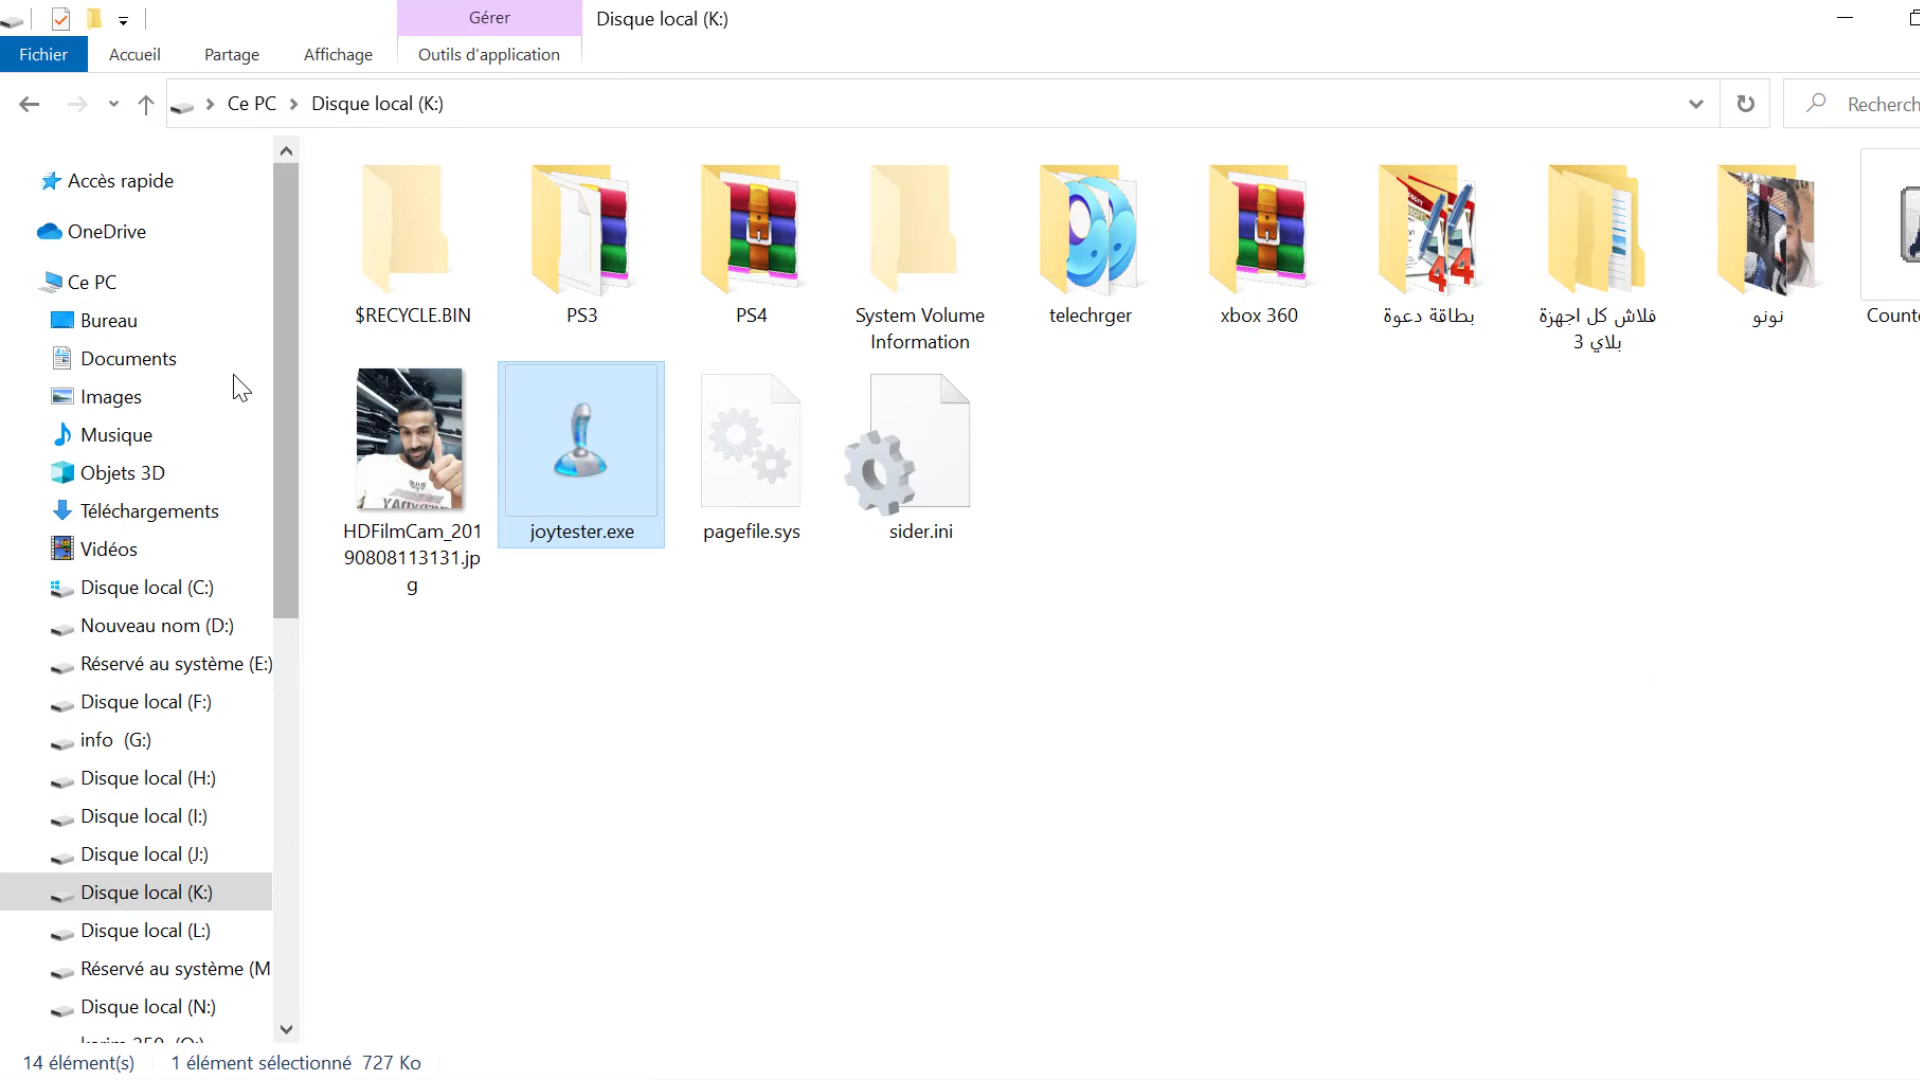 Gérer
Disque local (K:)
Fichier
Accueil
Partage
Affichage
Outils d'application
Ce PC
Disque local (K:)
Accès rapide
OneDrive
Ce PC
Bureau
Documents
Images
Musique
Objets 3D
Téléchargements
Vidéos
Disque local (C:)
Nouveau nom (D:)
Réservé au système (E:)
Disque local (F:)
info (G:)
Disque local (H:)
Disque local (I:)
Disque local (J:)
Disque local (K:)
Disque local (L:)
Réservé au système (M
Disque local (N:)
$RECYCLE.BIN
PS3
PS4
System Volume
Information
telechrger
xbox 360
بطاقة دعوة
فلاش كل اجهزة
بلاي 3
نونو
HDFilmCam_201
90808113131.jp
g
joytester.exe
pagefile.sys
sider.ini
14 élément(s)
1 élément sélectionné 727 Ko